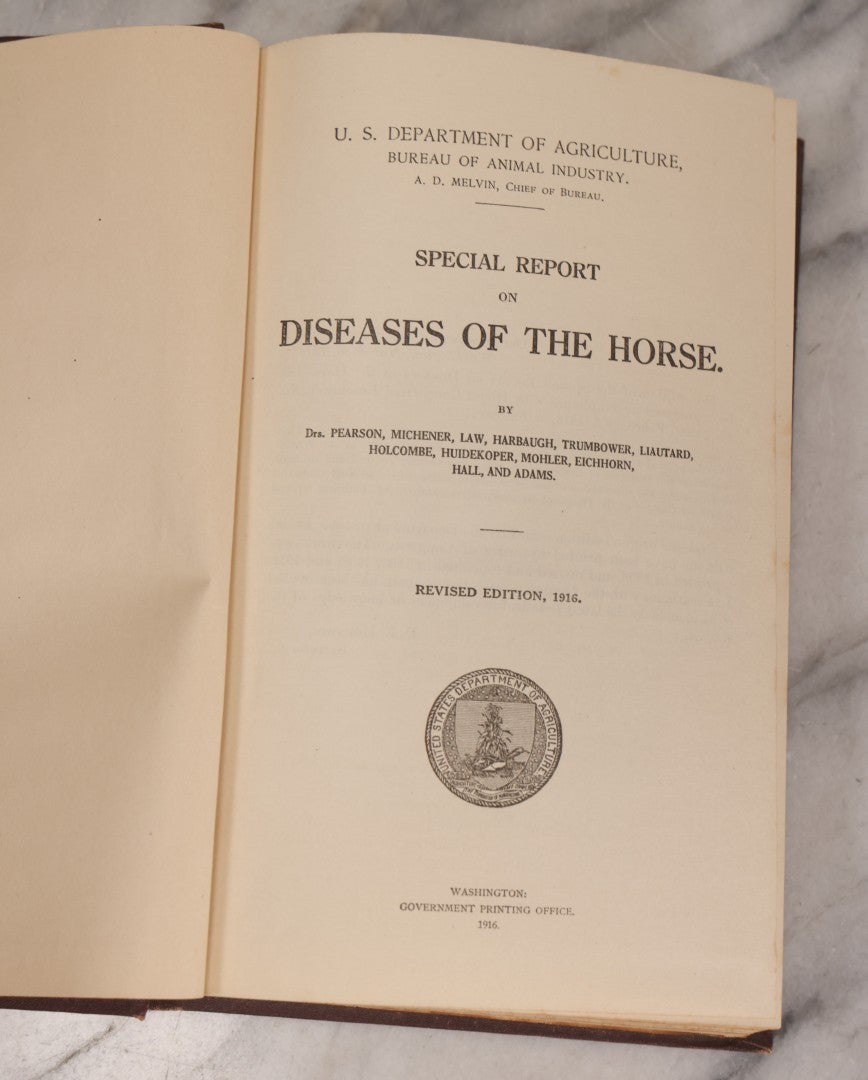 U. S. DEPARTMENT OF AGRICULTURE,
BUREAU OF ANIMAL INDUSTRY.
A. D. MELVIN, CHIEF OF BUREAU.
SPECIAL REPORT
ON
DISEASES OF THE HORSE.
BY
Drs. PEARSON, MICHENER, LAW, HARBAUGH, TRUMBOWER, LIAUTARD,
HOLCOMBE, HUIDEKOPER, MOHLER, EICHHORN,
HALL, AND ADAMS.
REVISED EDITION, 1916.
UNITED STATES DEPARTMENT OF AGRICULTURE
WASHINGTON:
GOVERNMENT PRINTING OFFICE.
1916.